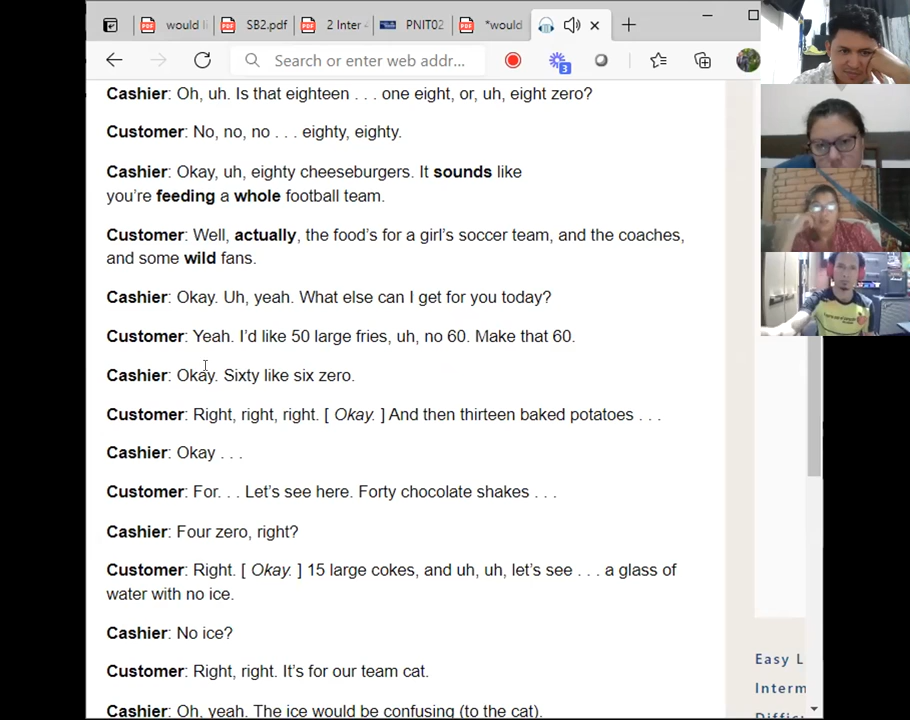 would li
SB2.pdf
2 Inter
PNIT02
*would
Search or enter web addr...
3
Cashier: Oh, uh. Is that eighteen . . . one eight, or, uh, eight zero?
Customer: No, no, no . . . eighty, eighty.
Cashier: Okay, uh, eighty cheeseburgers. It sounds like
you're feeding a whole football team.
Customer: Well, actually, the food's for a girl's soccer team, and the coaches,
and some wild fans.
Cashier: Okay. Uh, yeah. What else can I get for you today?
Customer: Yeah. I'd like 50 large fries, uh, no 60. Make that 60.
Cashier: Okay. Sixty like six zero.
Customer: Right, right, right. [ Okay. ] And then thirteen baked potatoes . . .
Cashier: Okay . . .
Customer: For. . . Let's see here. Forty chocolate shakes . . .
Cashier: Four zero, right?
Customer: Right. [ Okay. ] 15 large cokes, and uh, uh, let's see . . . a glass of
water with no ice.
Cashier: No ice?
Customer: Right, right. It's for our team cat.
Cashier: Oh, yeah. The ice would be confusing (to the cat).
Easy L
Interm